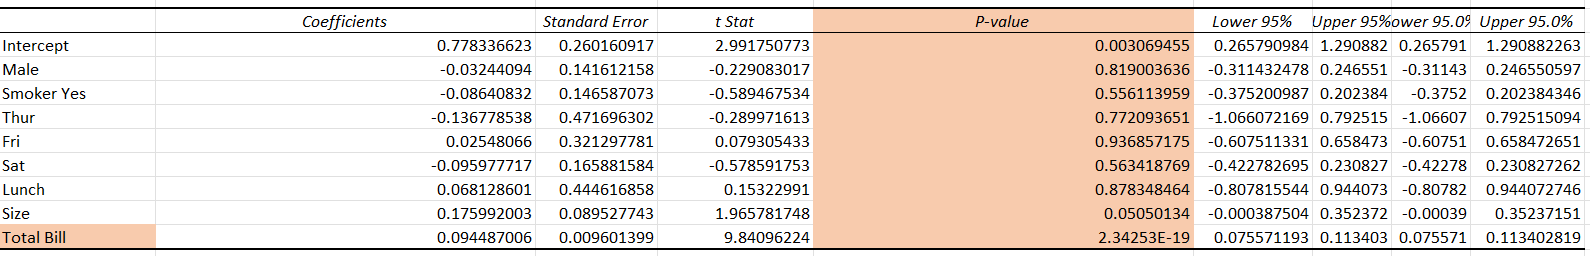 Coefficients Standard Error t Stat P-value Lower 95% Upper 95% ower 95.0% Upper 95.0%
Intercept 0.778336623 0.260160917 2.991750773 0.003069455 0.265790984 1.290882 0.265791 1.290882263
Male -0.03244094 0.141612158 -0.229083017 0.819003636 -0.311432478 0.246551 -0.31143 0.246550597
Smoker Yes -0.08640832 0.146587073 -0.589467534 0.556113959 -0.375200987 0.202384 -0.3752 0.202384346
Thur -0.136778538 0.471696302 -0.289971613 0.772093651 -1.066072169 0.792515 -1.06607 0.792515094
Fri 0.02548066 0.321297781 0.079305433 0.936857175 -0.607511331 0.658473 -0.60751 0.658472651
Sat -0.095977717 0.165881584 -0.578591753 0.563418769 -0.422782695 0.230827 -0.42278 0.230827262
Lunch 0.068128601 0.444616858 0.15322991 0.878348464 -0.807815544 0.944073 -0.80782 0.944072746
Size 0.175992003 0.089527743 1.965781748 0.05050134 -0.000387504 0.352372 -0.00039 0.35237151
Total Bill 0.094487006 0.009601399 9.84096224 2.34253E-19 0.075571193 0.113403 0.075571 0.113402819